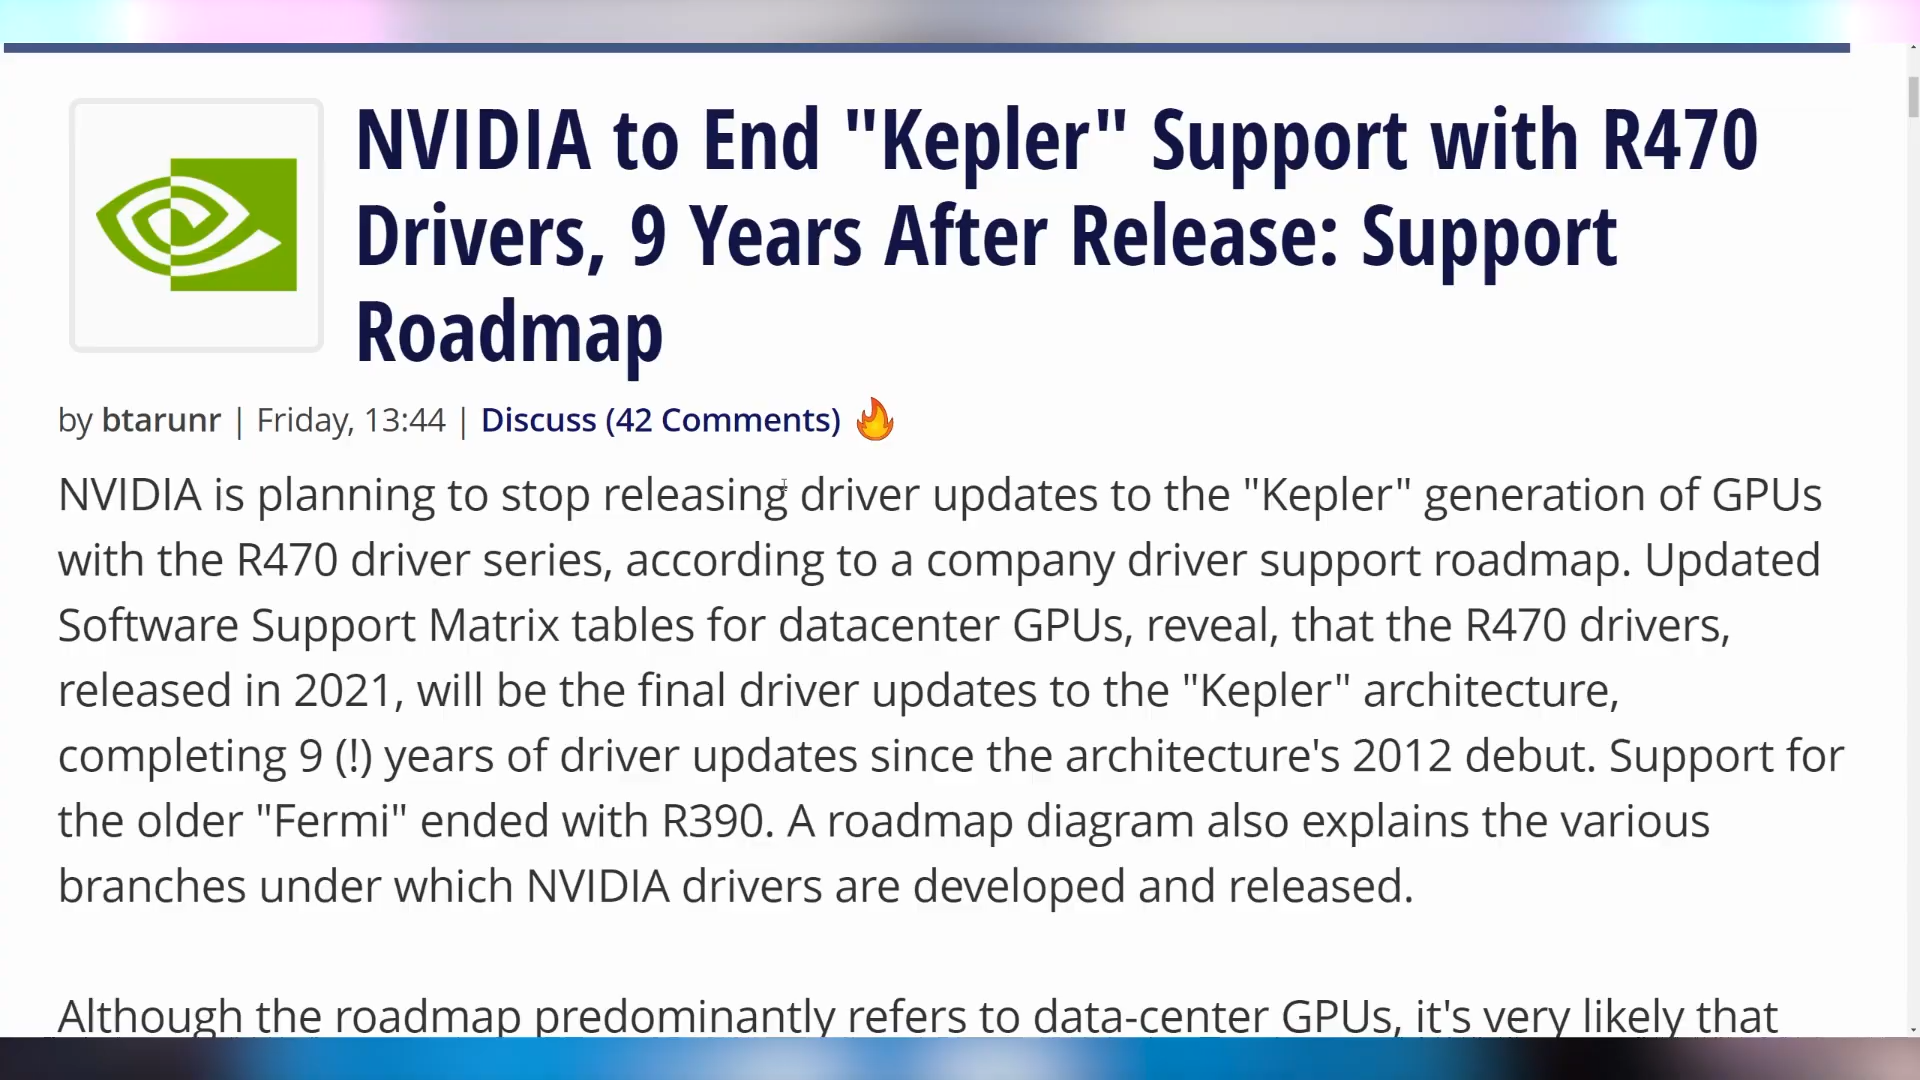 NVIDIA to End "Kepler" Support with R470
Drivers, 9 Years After Release: Support
Roadmap
by btarunr | Friday, 13:44 | Discuss (42 Comments)
NVIDIA is planning to stop releasing driver updates to the "Kepler" generation of GPUs
with the R470 driver series, according to a company driver support roadmap. Updated
Software Support Matrix tables for datacenter GPUs, reveal, that the R470 drivers,
released in 2021, will be the final driver updates to the "Kepler" architecture,
completing 9 (!) years of driver updates since the architecture's 2012 debut. Support for
the older "Fermi" ended with R390. A roadmap diagram also explains the various
branches under which NVIDIA drivers are developed and released.
Although the roadmap predominantly refers to data-center GPUs, it's very likely that